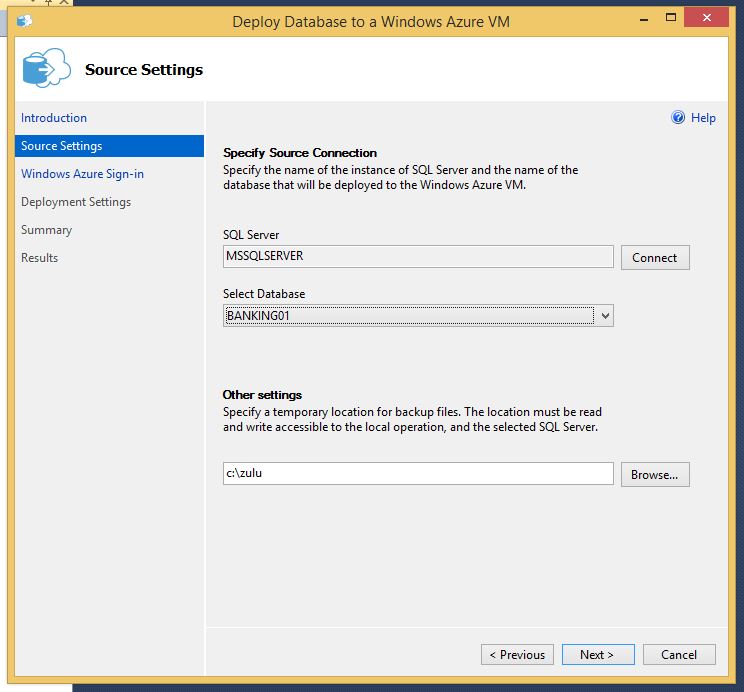 Deploy Database to a Windows Azure VM
Source Settings
Introduction
Source Settings
Windows Azure Sign-in
Deployment Settings
Summary
Results
Help
Specify Source Connection
Specify the name of the instance of SQL Server and the name of the
database that will be deployed to the Windows Azure VM.
SQL Server
MSSQLSERVER
Connect
Select Database
BANKING01
Other settings
Specify a temporary location for backup files. The location must be read
and write accessible to the local operation, and the selected SQL Server.
c:\zulu
Browse...
< Previous
Next >
Cancel